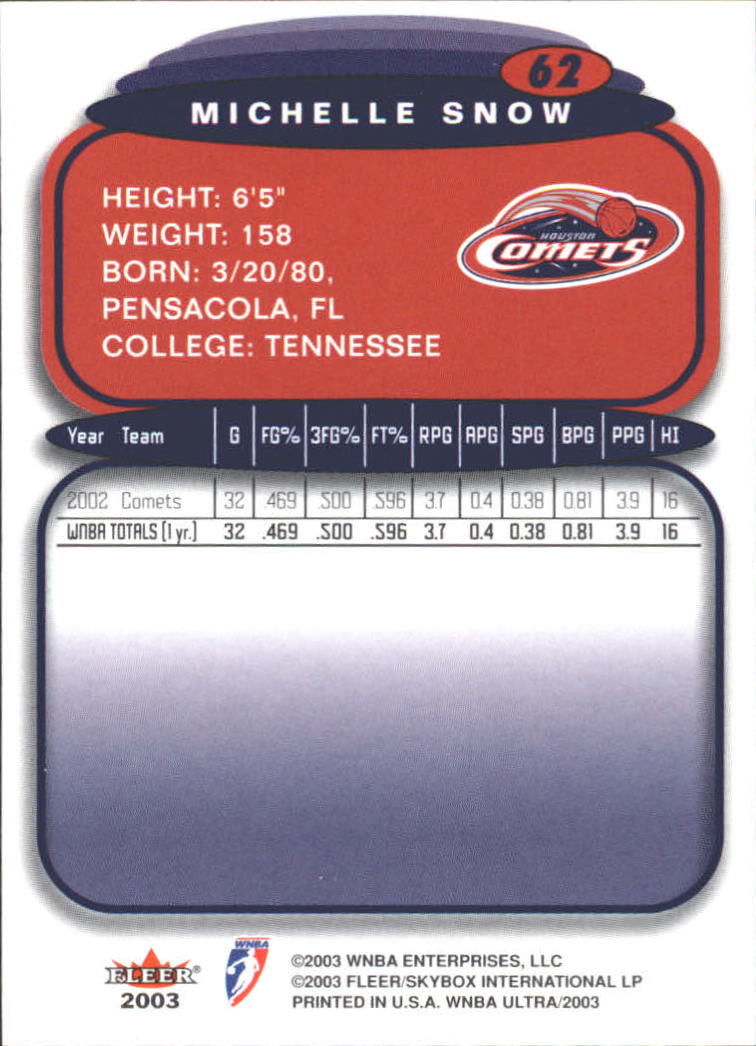 62
MICHELLE SNOW
HEIGHT: 6'5"
WEIGHT: 158
BORN: 3/20/80,
PENSACOLA, FL
COLLEGE: TENNESSEE
HOUSTON
COMETS
Year Team G FG% 3FG% FT% RPG APG SPG BPG PPG HI
2002 Comets 32 .469 .500 .596 3.7 0.4 0.38 0.81 3.9 16
WNBA TOTALS (1 yr.) 32 .469 .500 .596 3.7 0.4 0.38 0.81 3.9 16
FLEER®
2003
WNBA
©2003 WNBA ENTERPRISES, LLC
©2003 FLEER/SKYBOX INTERNATIONAL LP
PRINTED IN U.S.A. WNBA ULTRA/2003